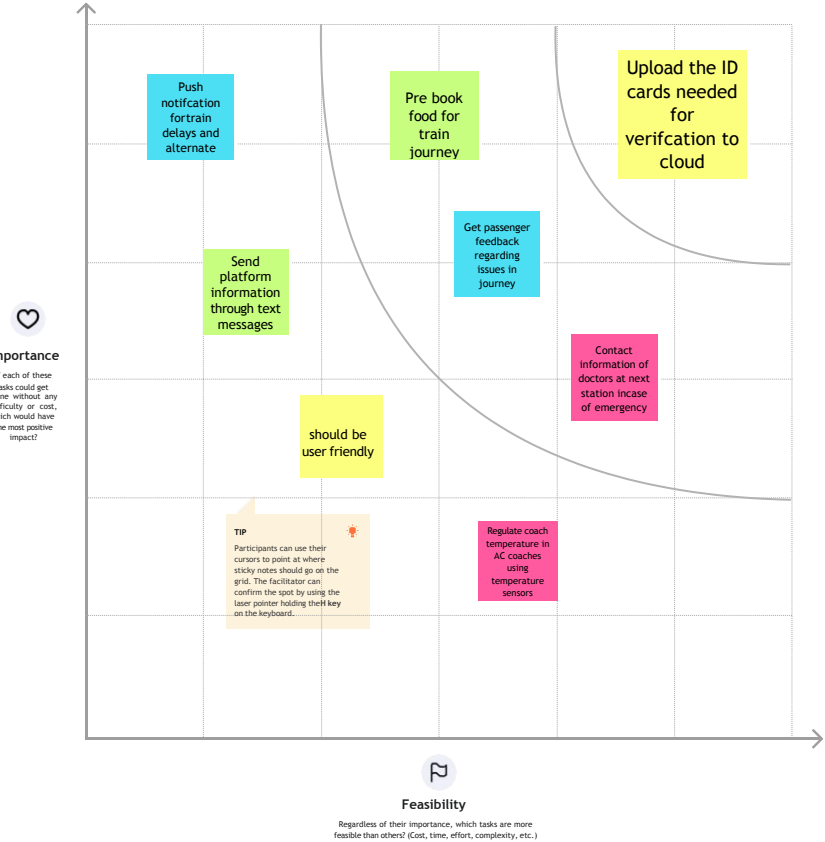 Push
notifcation
fortrain
delays and
alternate
Pre book
food for
train
journey
Upload the ID
cards needed
for
verifcation to
cloud
Get passenger
feedback
regarding
issues in
journey
Send
platform
information
through text
messages
Contact
information of
doctors at next
station incase
of emergency
should be
user friendly
Regulate coach
temperature in
AC coaches
using
temperature
sensors
TIP
Participants can use their
cursors to point at where
sticky notes should go on the
grid. The facilitator can
confirm the spot by using the
laser pointer holding theH key
on the keyboard.
mportance
each of these
asks could get
ne without any
ficulty or cost,
ich would have
e most positive
impact?
Feasibility
Regardless of their importance, which tasks are more
feasible than others? (Cost, time, effort, complexity, etc.)